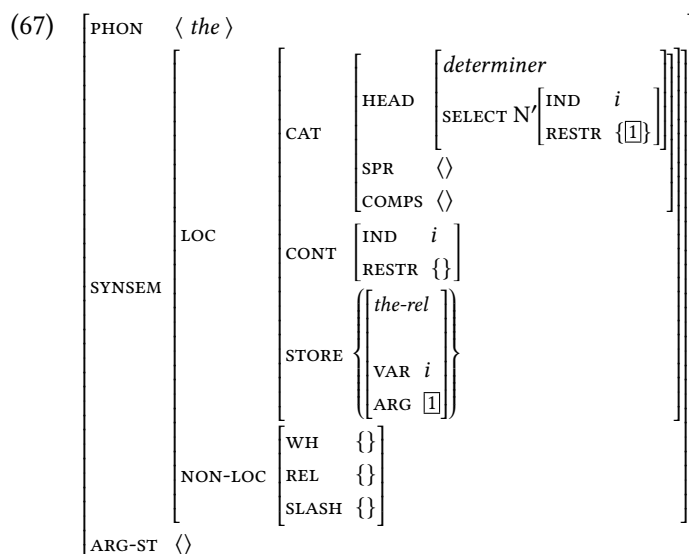 (67)
PHON ⟨ the ⟩
determiner
HEAD
SELECT N′
IND i
RESTR {1}
CAT
SPR ⟨⟩
COMPS ⟨⟩
LOC
CONT
IND i
RESTR {}
SYNSEM
the-rel
STORE
VAR i
ARG 1
WH {}
NON-LOC REL {}
SLASH {}
ARG-ST ⟨⟩